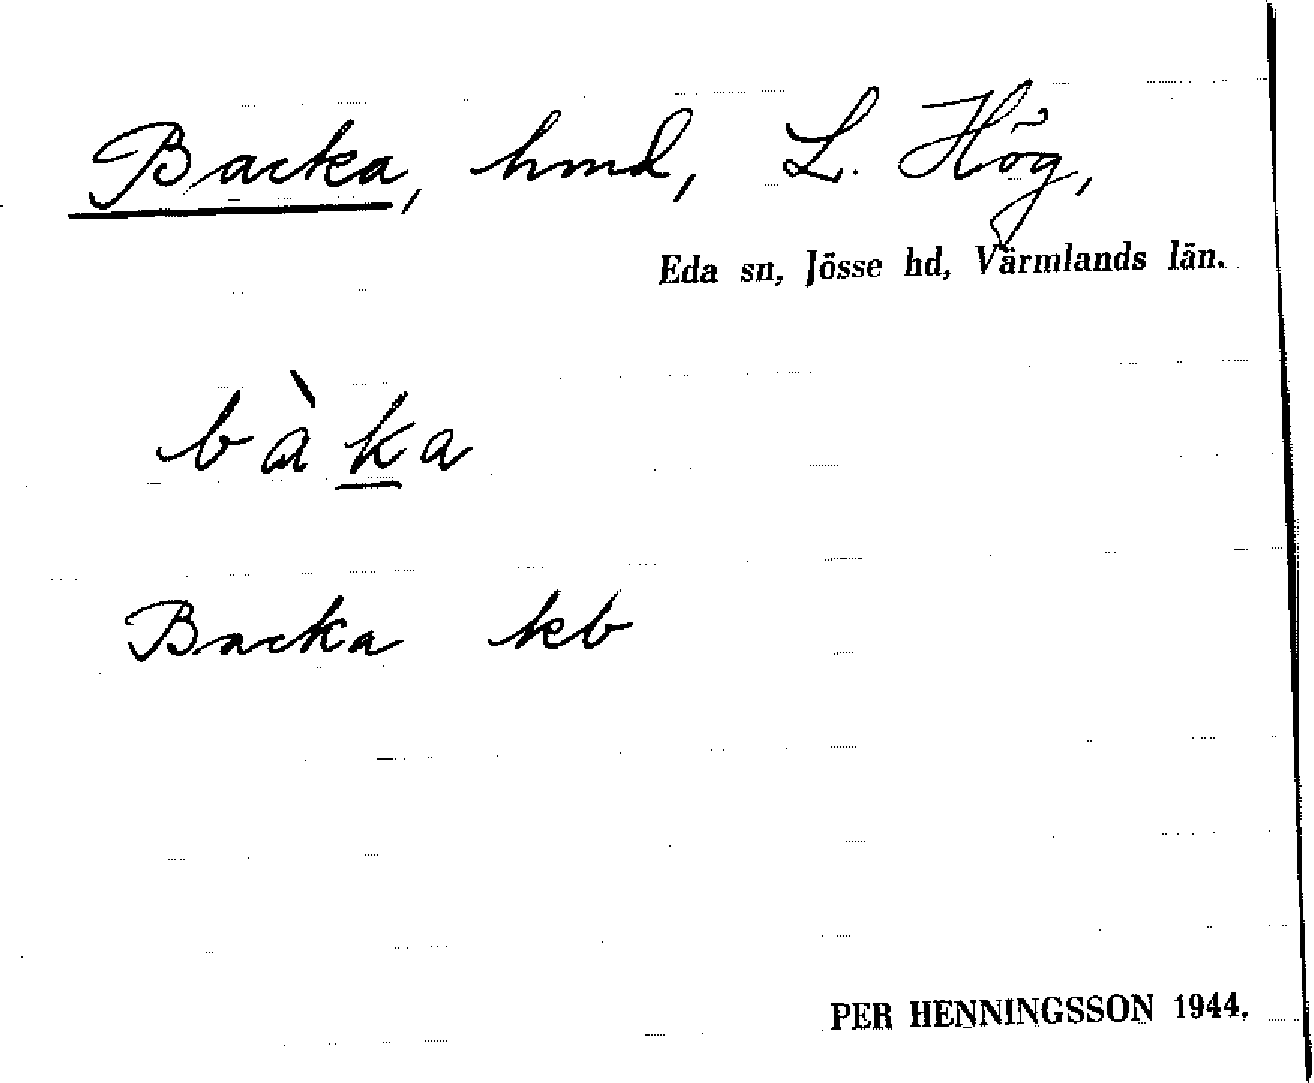 Backa, hmd, L. Hög,
Eda sn, Jösse hd, Värmlands län.
bàka
Backa kb
PER HENNINGSSON 1944.